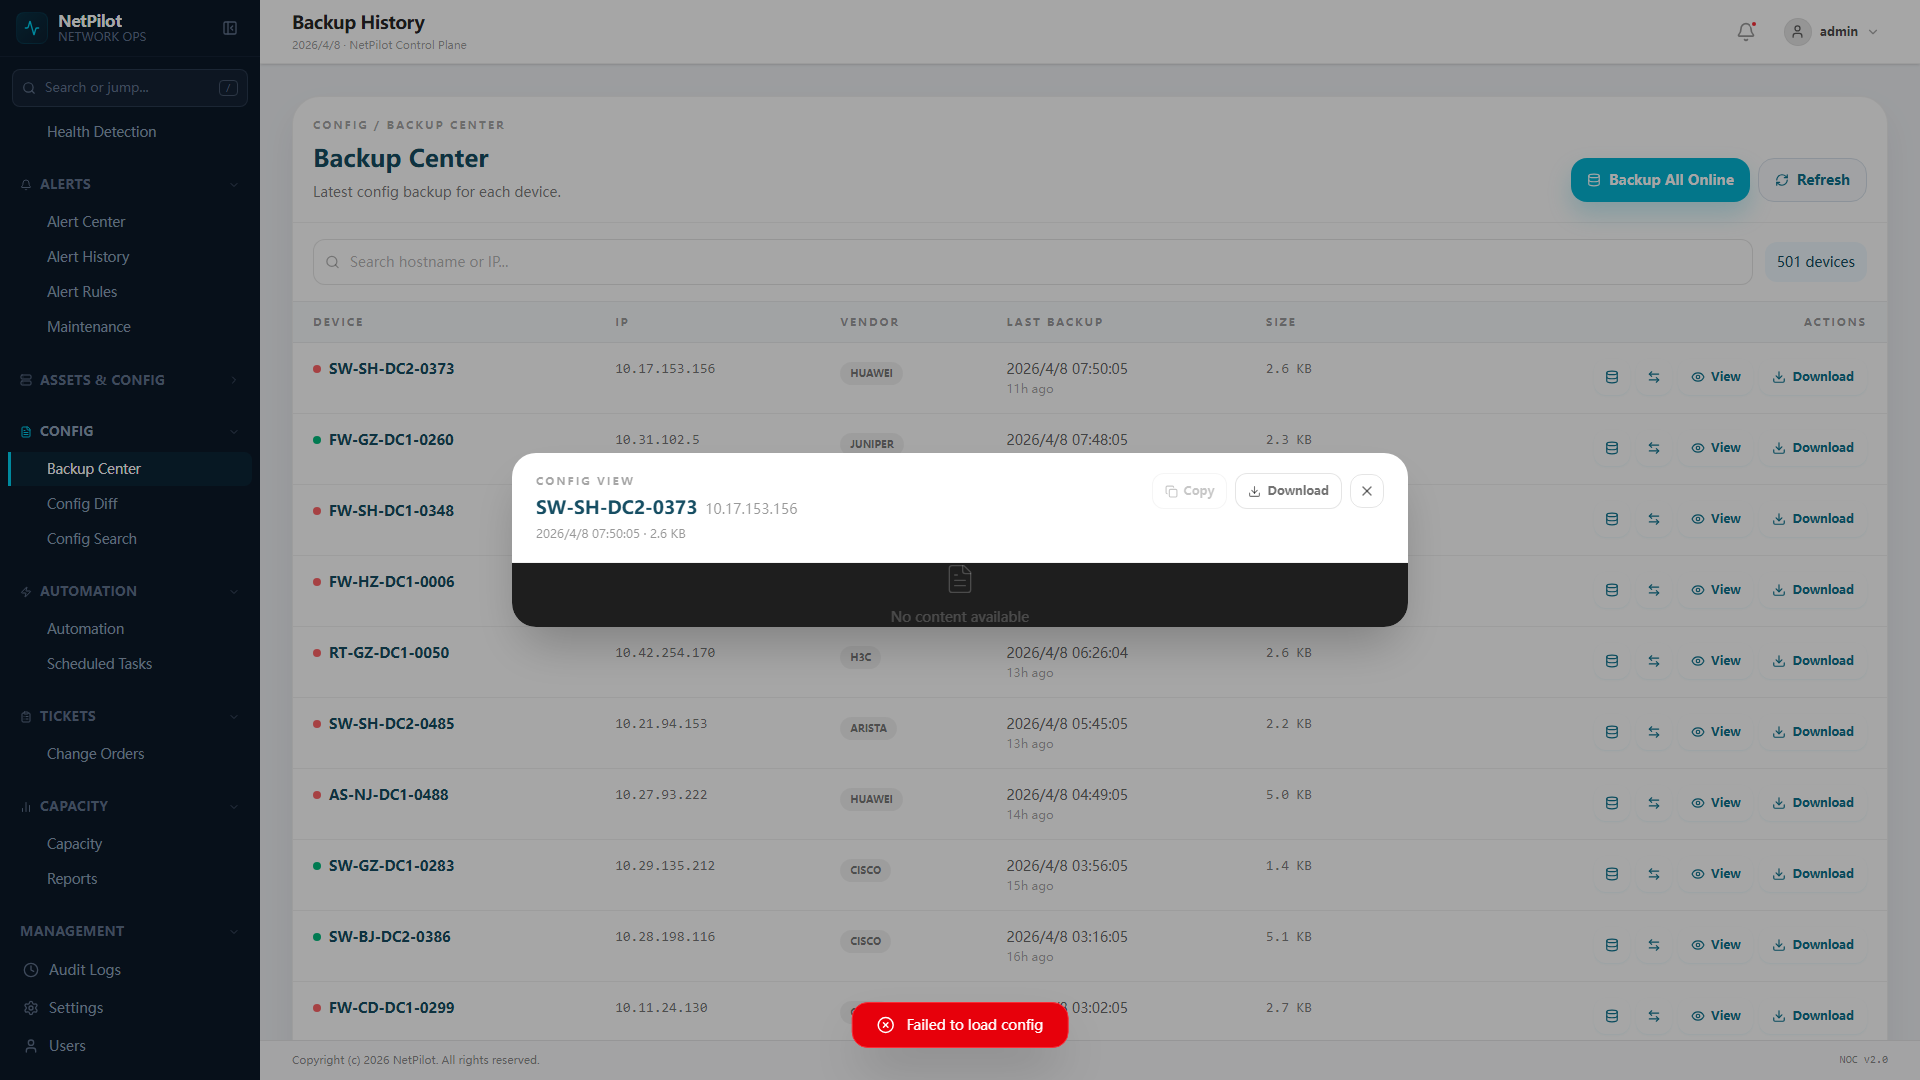 NetPilot
NETWORK OPS
Search or jump... /
Health Detection
ALERTS
Alert Center
Alert History
Alert Rules
Maintenance
ASSETS & CONFIG
CONFIG
Backup Center
Config Diff
Config Search
AUTOMATION
Automation
Scheduled Tasks
TICKETS
Change Orders
CAPACITY
Capacity
Reports
MANAGEMENT
Audit Logs
Settings
Users
Backup History
2026/4/8 · NetPilot Control Plane
admin
CONFIG / BACKUP CENTER
Backup Center
Latest config backup for each device.
Backup All Online
Refresh
Search hostname or IP...
501 devices
DEVICE IP VENDOR LAST BACKUP SIZE ACTIONS
SW-SH-DC2-0373 10.17.153.156 HUAWEI 2026/4/8 07:50:05 2.6 KB View Download
11h ago
FW-GZ-DC1-0260 10.31.102.5 JUNIPER 2026/4/8 07:48:05 2.3 KB View Download
FW-SH-DC1-0348 View Download
FW-HZ-DC1-0006 View Download
CONFIG VIEW
SW-SH-DC2-0373 10.17.153.156
2026/4/8 07:50:05 · 2.6 KB
Copy
Download
No content available
RT-GZ-DC1-0050 10.42.254.170 H3C 2026/4/8 06:26:04 2.6 KB View Download
13h ago
SW-SH-DC2-0485 10.21.94.153 ARISTA 2026/4/8 05:45:05 2.2 KB View Download
13h ago
AS-NJ-DC1-0488 10.27.93.222 HUAWEI 2026/4/8 04:49:05 5.0 KB View Download
14h ago
SW-GZ-DC1-0283 10.29.135.212 CISCO 2026/4/8 03:56:05 1.4 KB View Download
15h ago
SW-BJ-DC2-0386 10.28.198.116 CISCO 2026/4/8 03:16:05 5.1 KB View Download
16h ago
FW-CD-DC1-0299 10.11.24.130 03:02:05 2.7 KB View Download
Failed to load config
Copyright (c) 2026 NetPilot. All rights reserved.
NOC v2.0